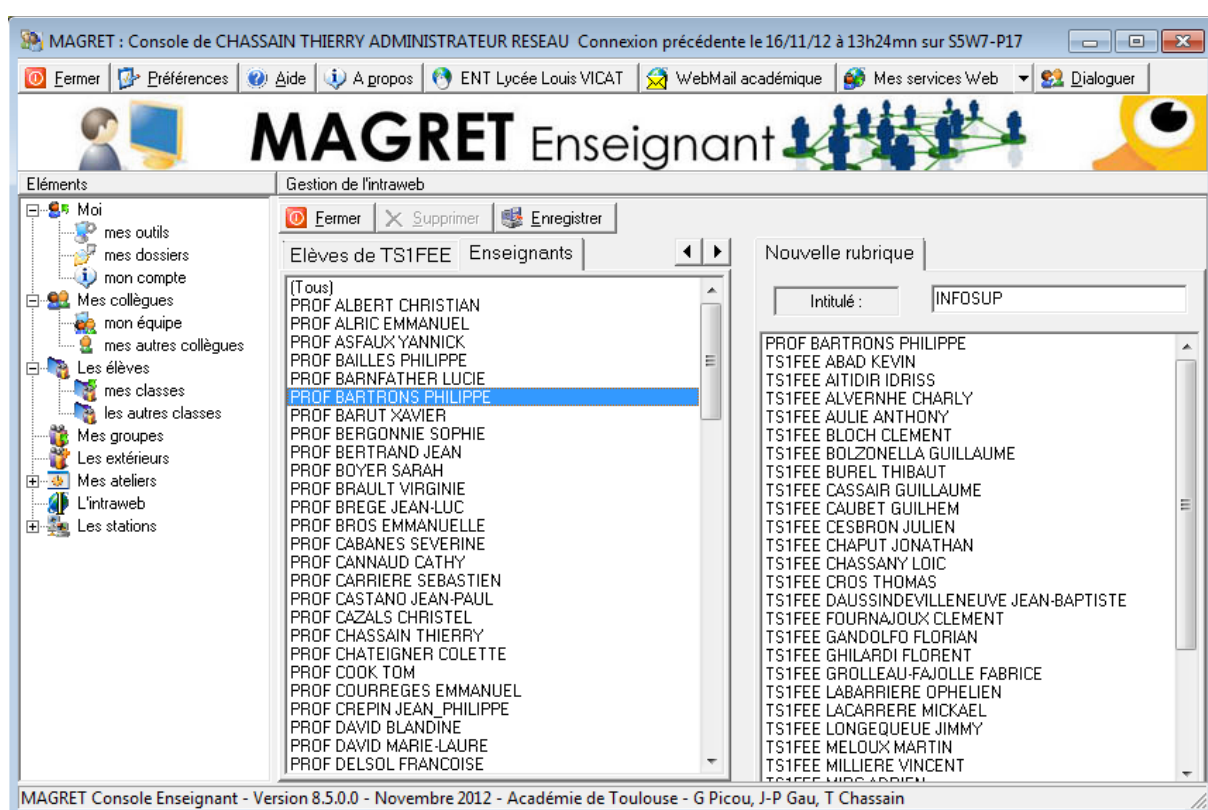 MAGRET : Console de CHASSAIN THIERRY ADMINISTRATEUR RESEAU Connexion précédente le 16/11/12 à 13h24mn sur S5W7-P17
Fermer Préférences Aide A propos ENT Lycée Louis VICAT WebMail académique Mes services Web Dialoguer
MAGRET Enseignant
Eléments
Gestion de l'intraweb
Moi
mes outils
mes dossiers
mon compte
Mes collègues
mon équipe
mes autres collègues
Les élèves
mes classes
les autres classes
Mes groupes
Les extérieurs
Mes ateliers
L'intraweb
Les stations
Fermer Supprimer Enregistrer
Elèves de TS1FEE Enseignants
(Tous)
PROF ALBERT CHRISTIAN
PROF ALRIC EMMANUEL
PROF ASFAUX YANNICK
PROF BAILLES PHILIPPE
PROF BARNFATHER LUCIE
PROF BARTRONS PHILIPPE
PROF BARUT XAVIER
PROF BERGONNIE SOPHIE
PROF BERTRAND JEAN
PROF BOYER SARAH
PROF BRAULT VIRGINIE
PROF BREGE JEAN-LUC
PROF BROS EMMANUELLE
PROF CABANES SEVERINE
PROF CANNAUD CATHY
PROF CARRIERE SEBASTIEN
PROF CASTANO JEAN-PAUL
PROF CAZALS CHRISTEL
PROF CHASSAIN THIERRY
PROF CHATEIGNER COLETTE
PROF COOK TOM
PROF COURREGES EMMANUEL
PROF CREPIN JEAN_PHILIPPE
PROF DAVID BLANDINE
PROF DAVID MARIE-LAURE
PROF DELSOL FRANCOISE
Nouvelle rubrique
Intitulé : INFOSUP
PROF BARTRONS PHILIPPE
TS1FEE ABAD KEVIN
TS1FEE AITIDIR IDRISS
TS1FEE ALVERNHE CHARLY
TS1FEE AULIE ANTHONY
TS1FEE BLOCH CLEMENT
TS1FEE BOLZONELLA GUILLAUME
TS1FEE BUREL THIBAUT
TS1FEE CASSAIR GUILLAUME
TS1FEE CAUBET GUILHEM
TS1FEE CESBRON JULIEN
TS1FEE CHAPUT JONATHAN
TS1FEE CHASSANY LOIC
TS1FEE CROS THOMAS
TS1FEE DAUSSINDEVILLENEUVE JEAN-BAPTISTE
TS1FEE FOURNAJOUX CLEMENT
TS1FEE GANDOLFO FLORIAN
TS1FEE GHILARDI FLORENT
TS1FEE GROLLEAU-FAJOLLE FABRICE
TS1FEE LABARRIERE OPHELIEN
TS1FEE LACARRERE MICKAEL
TS1FEE LONGEQUEUE JIMMY
TS1FEE MELOUX MARTIN
TS1FEE MILLIERE VINCENT
MAGRET Console Enseignant - Version 8.5.0.0 - Novembre 2012 - Académie de Toulouse - G Picou, J-P Gau, T Chassain